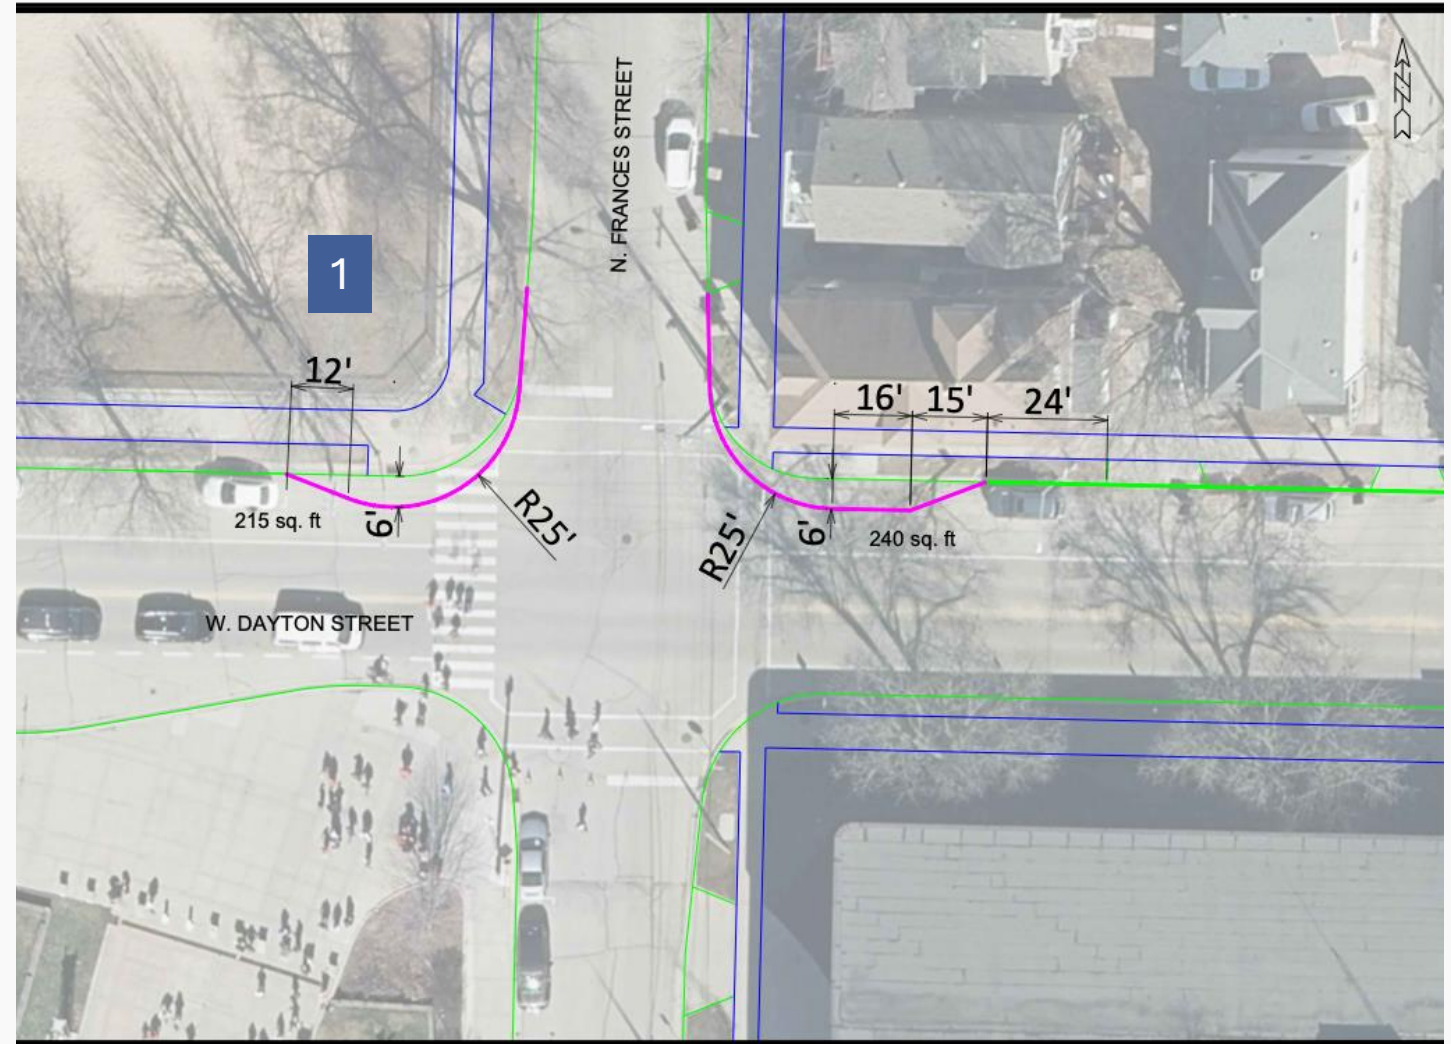 N. FRANCES STREET
1
12'
16'
15'
24'
6'
R25'
R25'
6'
215 sq. ft
240 sq. ft
W. DAYTON STREET
N